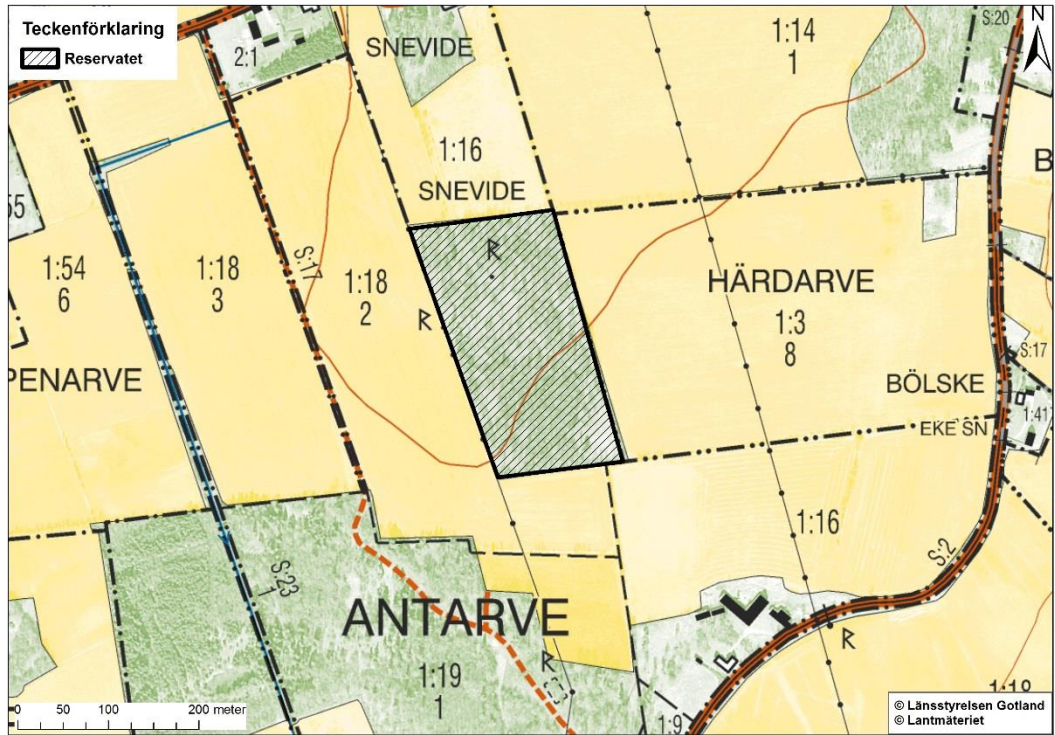 Teckenförklaring
Reservatet
2:1
SNEVIDE
1:14
1
S:20
N
1:16
SNEVIDE
B
55
1:54
6
1:18
3
S:17
1:18
2
R
R
HÄRDARVE
1:3
8
S:17
PENARVE
BÖLSKE
1:41
EKE SN
1:16
S:23
1
S:2
ANTARVE
R
R
1:19
1
1:9
0 50 100 200 meter
© Länsstyrelsen Gotland
© Lantmäteriet